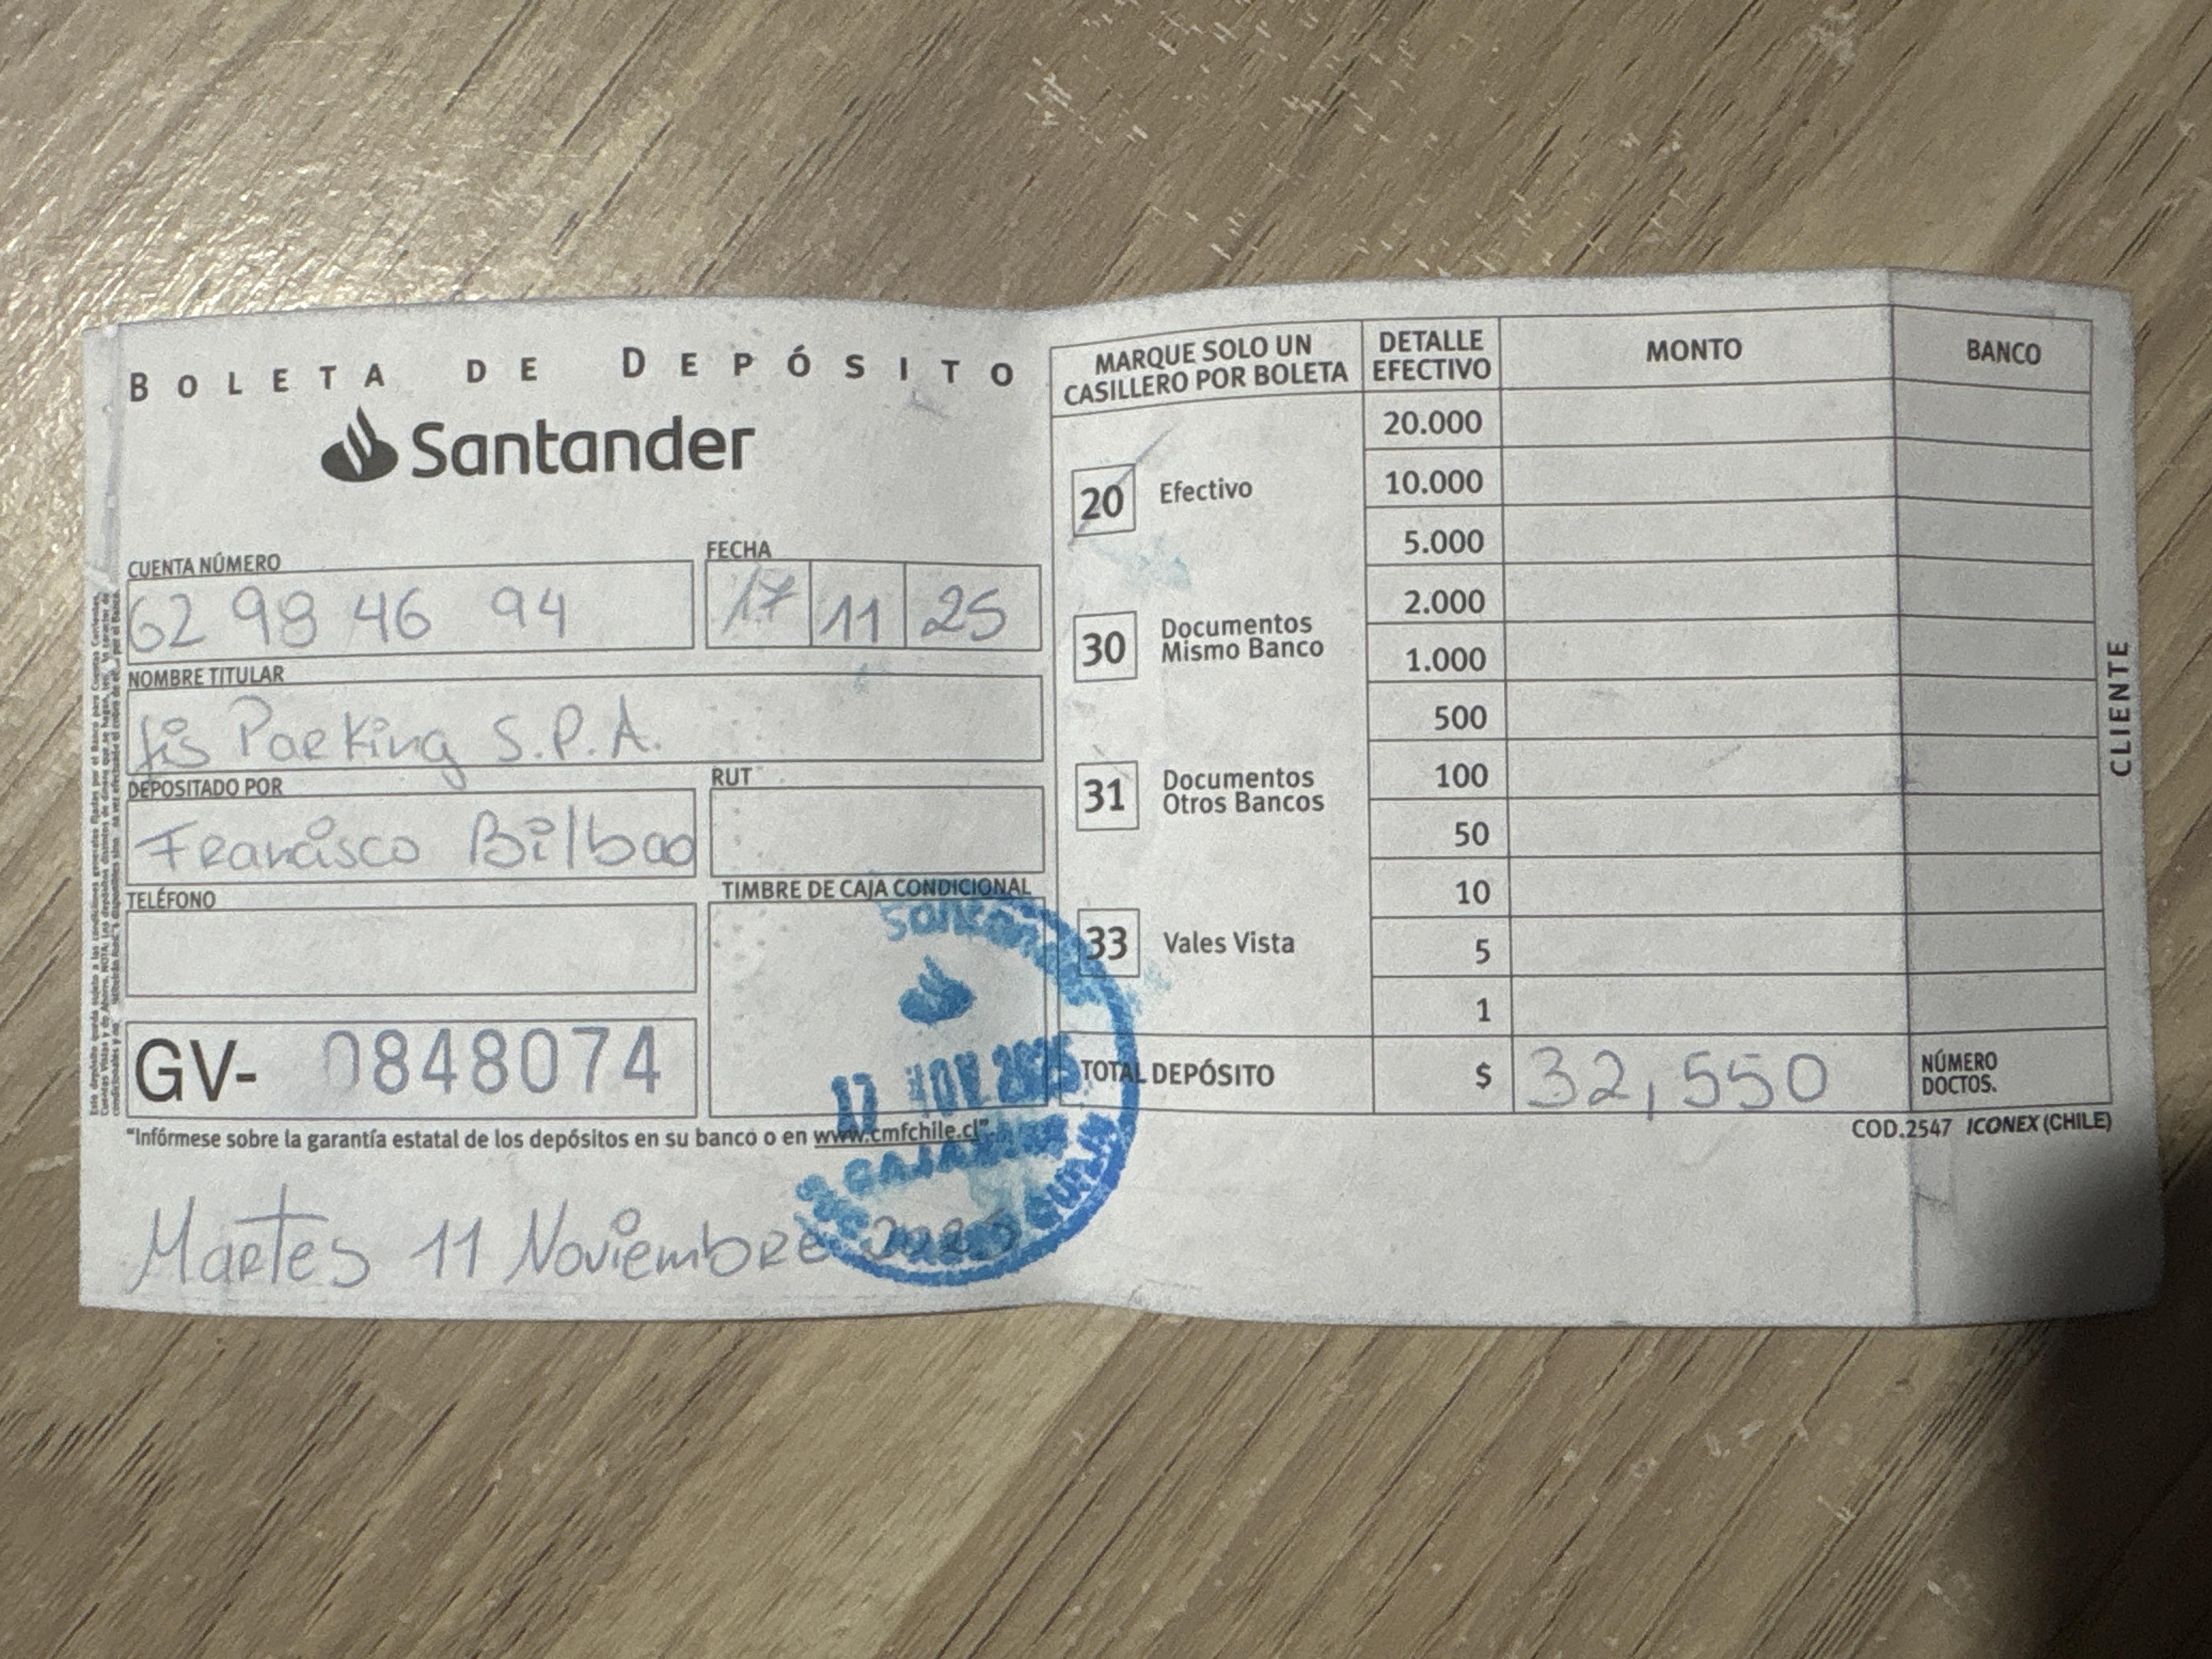 BOLETA DE DEPÓSITO
Santander
CUENTA NÚMERO
62 98 46 94
FECHA
17 11 25
NOMBRE TITULAR
Parking S.P.A.
DEPOSITADO POR
Francisco Bilbao
RUT
TELÉFONO
TIMBRE DE CAJA CONDICIONAL
GV- 0848074
"Infórmese sobre la garantía estatal de los depósitos en su banco o en www.cmfchile.cl"
Martes 11 Noviembre 2025
Santander
17 NOV 2025
MARQUE SOLO UN
CASILLERO POR BOLETA
20 Efectivo
30 Documentos
Mismo Banco
31 Documentos
Otros Bancos
33 Vales Vista
DETALLE
EFECTIVO
MONTO
BANCO
20.000
10.000
5.000
2.000
1.000
500
100
50
10
5
1
TOTAL DEPÓSITO $ 32,550
NÚMERO
DOCTOS.
COD.2547 ICONEX (CHILE)
CLIENTE